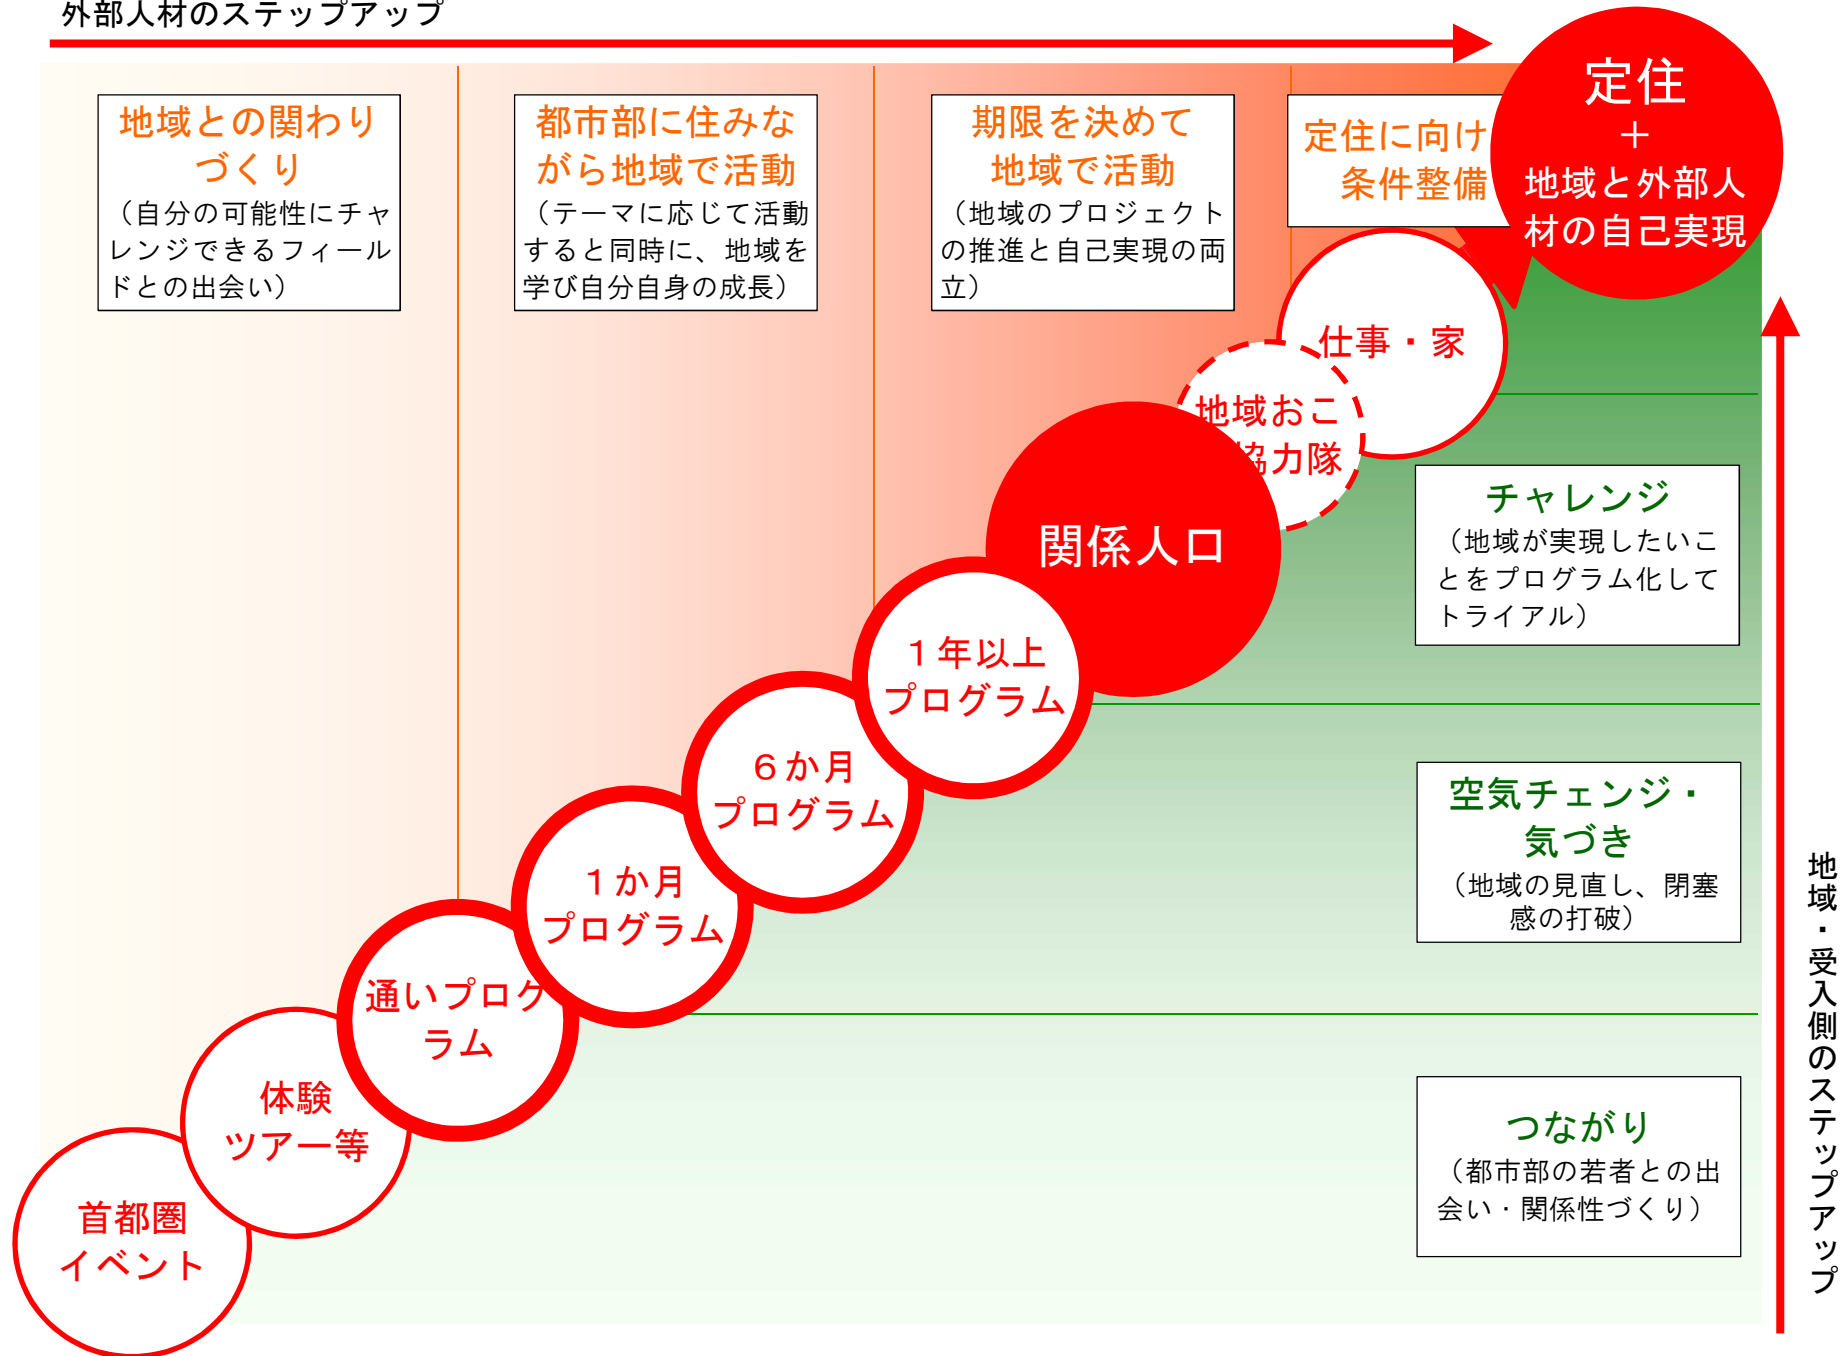 外部人材のステップアップ
地域との関わり
づくり
（自分の可能性にチャ
レンジできるフィール
ドとの出会い）
都市部に住みな
がら地域で活動
（テーマに応じて活動
すると同時に、地域を
学び自分自身の成長）
期限を決めて
地域で活動
（地域のプロジェクト
の推進と自己実現の両
立）
定住に向け
条件整備
定住
＋
地域と外部人
材の自己実現
仕事・家
地域おこ
協力隊
関係人口
１年以上
プログラム
６か月
プログラム
１か月
プログラム
通いプログ
ラム
体験
ツアー等
首都圏
イベント
チャレンジ
（地域が実現したいこ
とをプログラム化して
トライアル）
空気チェンジ・
気づき
（地域の見直し、閉塞
感の打破）
つながり
（都市部の若者との出
会い・関係性づくり）
地域・受入側のステップアップ